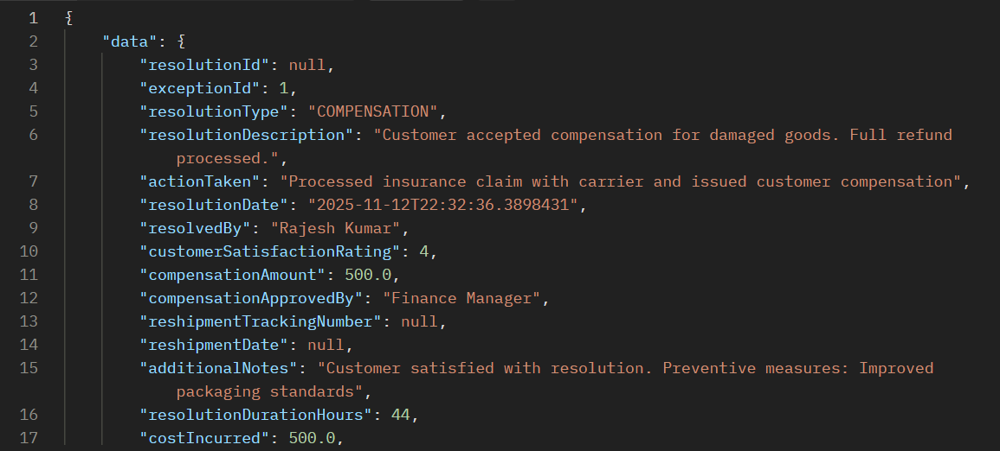 1 {
2 "data": {
3 "resolutionId": null,
4 "exceptionId": 1,
5 "resolutionType": "COMPENSATION",
6 "resolutionDescription": "Customer accepted compensation for damaged goods. Full refund
processed.",
7 "actionTaken": "Processed insurance claim with carrier and issued customer compensation",
8 "resolutionDate": "2025-11-12T22:32:36.3898431",
9 "resolvedBy": "Rajesh Kumar",
10 "customerSatisfactionRating": 4,
11 "compensationAmount": 500.0,
12 "compensationApprovedBy": "Finance Manager",
13 "reshipmentTrackingNumber": null,
14 "reshipmentDate": null,
15 "additionalNotes": "Customer satisfied with resolution. Preventive measures: Improved
packaging standards",
16 "resolutionDurationHours": 44,
17 "costIncurred": 500.0,